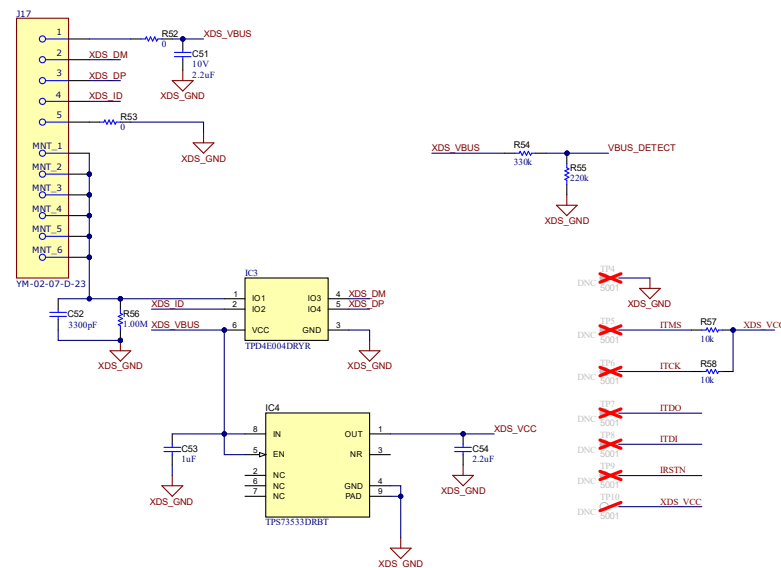 J17
1
R52
0
XDS_VBUS
2
XDS_DM
C51
10V
2.2uF
3
XDS_DP
XDS_GND
4
XDS_ID
5
R53
0
XDS_GND
MNT_1
MNT_2
MNT_3
MNT_4
MNT_5
MNT_6
YM-02-07-D-23
XDS_VBUS
R54
330k
VBUS_DETECT
R55
220k
XDS_GND
C52
3300pF
R56
1.00M
XDS_GND
XDS_ID
XDS_VBUS
IC3
1
IO1
IO3
4
XDS_DM
2
IO2
IO4
5
XDS_DP
6
VCC
GND
3
TPD4E004DRYR
XDS_GND
IC4
8
IN
OUT
1
XDS_VCC
5
EN
NR
3
2
NC
6
NC
GND
4
7
NC
PAD
9
TPS73533DRBT
C53
1uF
XDS_GND
C54
2.2uF
XDS_GND
XDS_GND
TP4
DNC
5001
XDS_GND
TP5
DNC
5001
ITMS
R57
10k
XDS_VCC
TP6
DNC
5001
ITCK
R58
10k
TP7
DNC
5001
ITDO
TP8
DNC
5001
ITDI
TP9
DNC
5001
IRSTN
TP10
DNC
5001
XDS_VCC